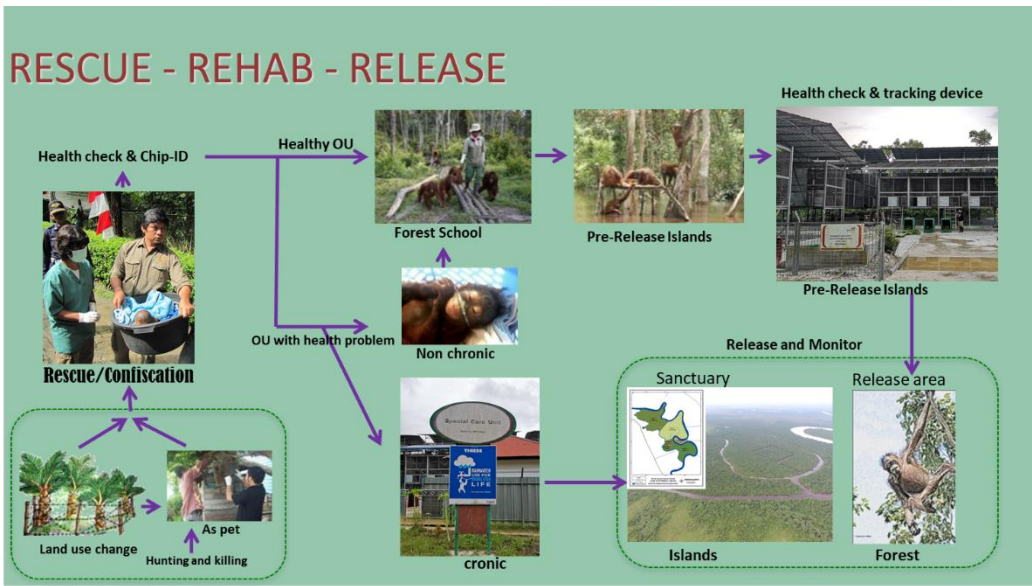 RESCUE - REHAB - RELEASE
Health check & tracking device
Healthy OU
Health check & Chip-ID
Forest School
Pre-Release Islands
Pre-Release Islands
OU with health problem
Non chronic
Release and Monitor
Rescue/Confiscation
Sanctuary
Release area
Special Care Unit
LIFE
As pet
Land use change
Hunting and killing
cronic
Islands
Forest